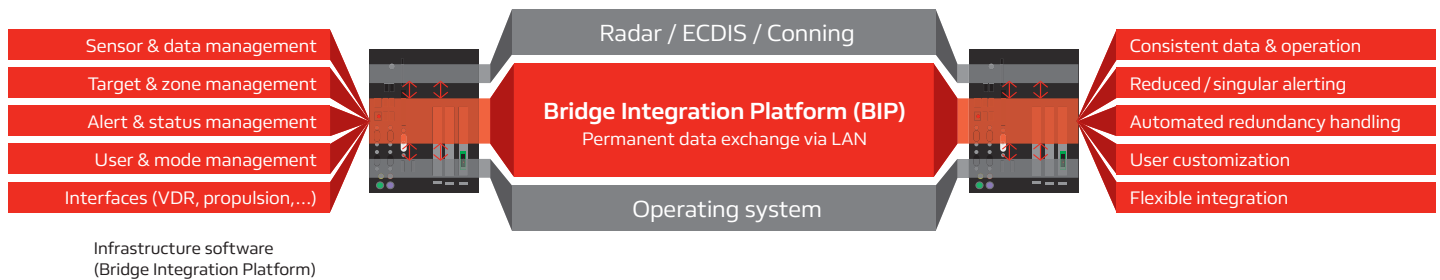 Sensor & data management
Target & zone management
Alert & status management
User & mode management
Interfaces (VDR, propulsion,...)
Infrastructure software
(Bridge Integration Platform)
Radar / ECDIS / Conning
Bridge Integration Platform (BIP)
Permanent data exchange via LAN
Operating system
Consistent data & operation
Reduced / singular alerting
Automated redundancy handling
User customization
Flexible integration